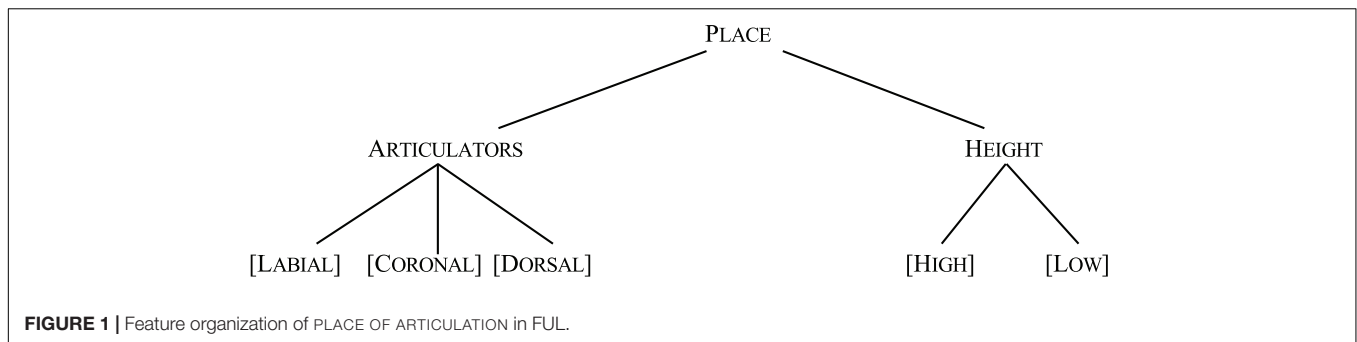 PLACE
ARTICULATORS HEIGHT
[LABIAL] [CORONAL] [DORSAL] [HIGH] [LOW]
FIGURE 1 | Feature organization of PLACE OF ARTICULATION in FUL.